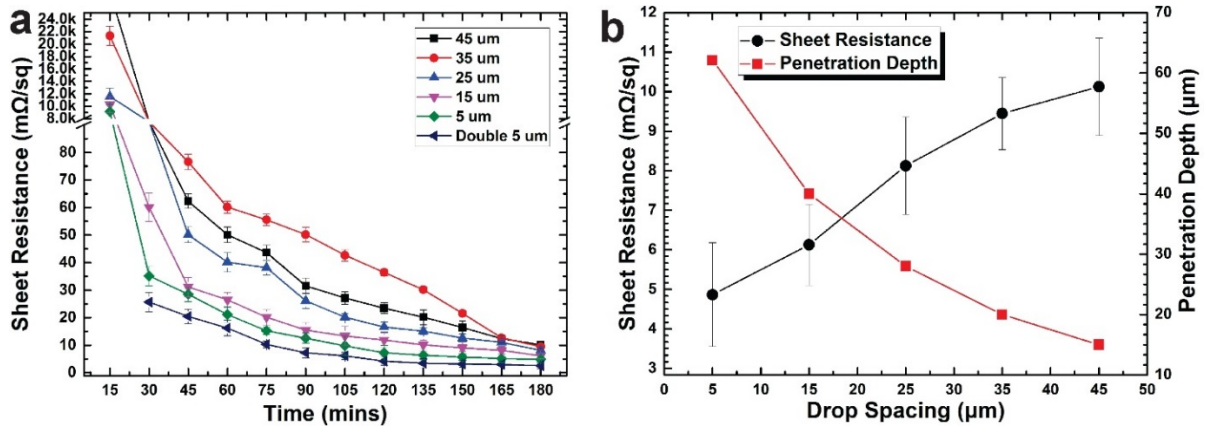 a
24.0k
22.0k
20.0k
18.0k
16.0k
14.0k
12.0k
10.0k
8.0k
80
60
40
30
20
10
0
Sheet Resistance (mΩ/sq)
45 um
35 um
25 um
15 um
5 um
Double 5 um
15 30 45 60 75 90 105 120 135 150 165 180
Time (mins)
b
12
11
10
9
8
7
6
5
4
3
Sheet Resistance (mΩ/sq)
Sheet Resistance
Penetration Depth
70
60
50
40
30
20
10
Penetration Depth (µm)
0 5 10 15 20 25 30 35 40 45 50
Drop Spacing (µm)